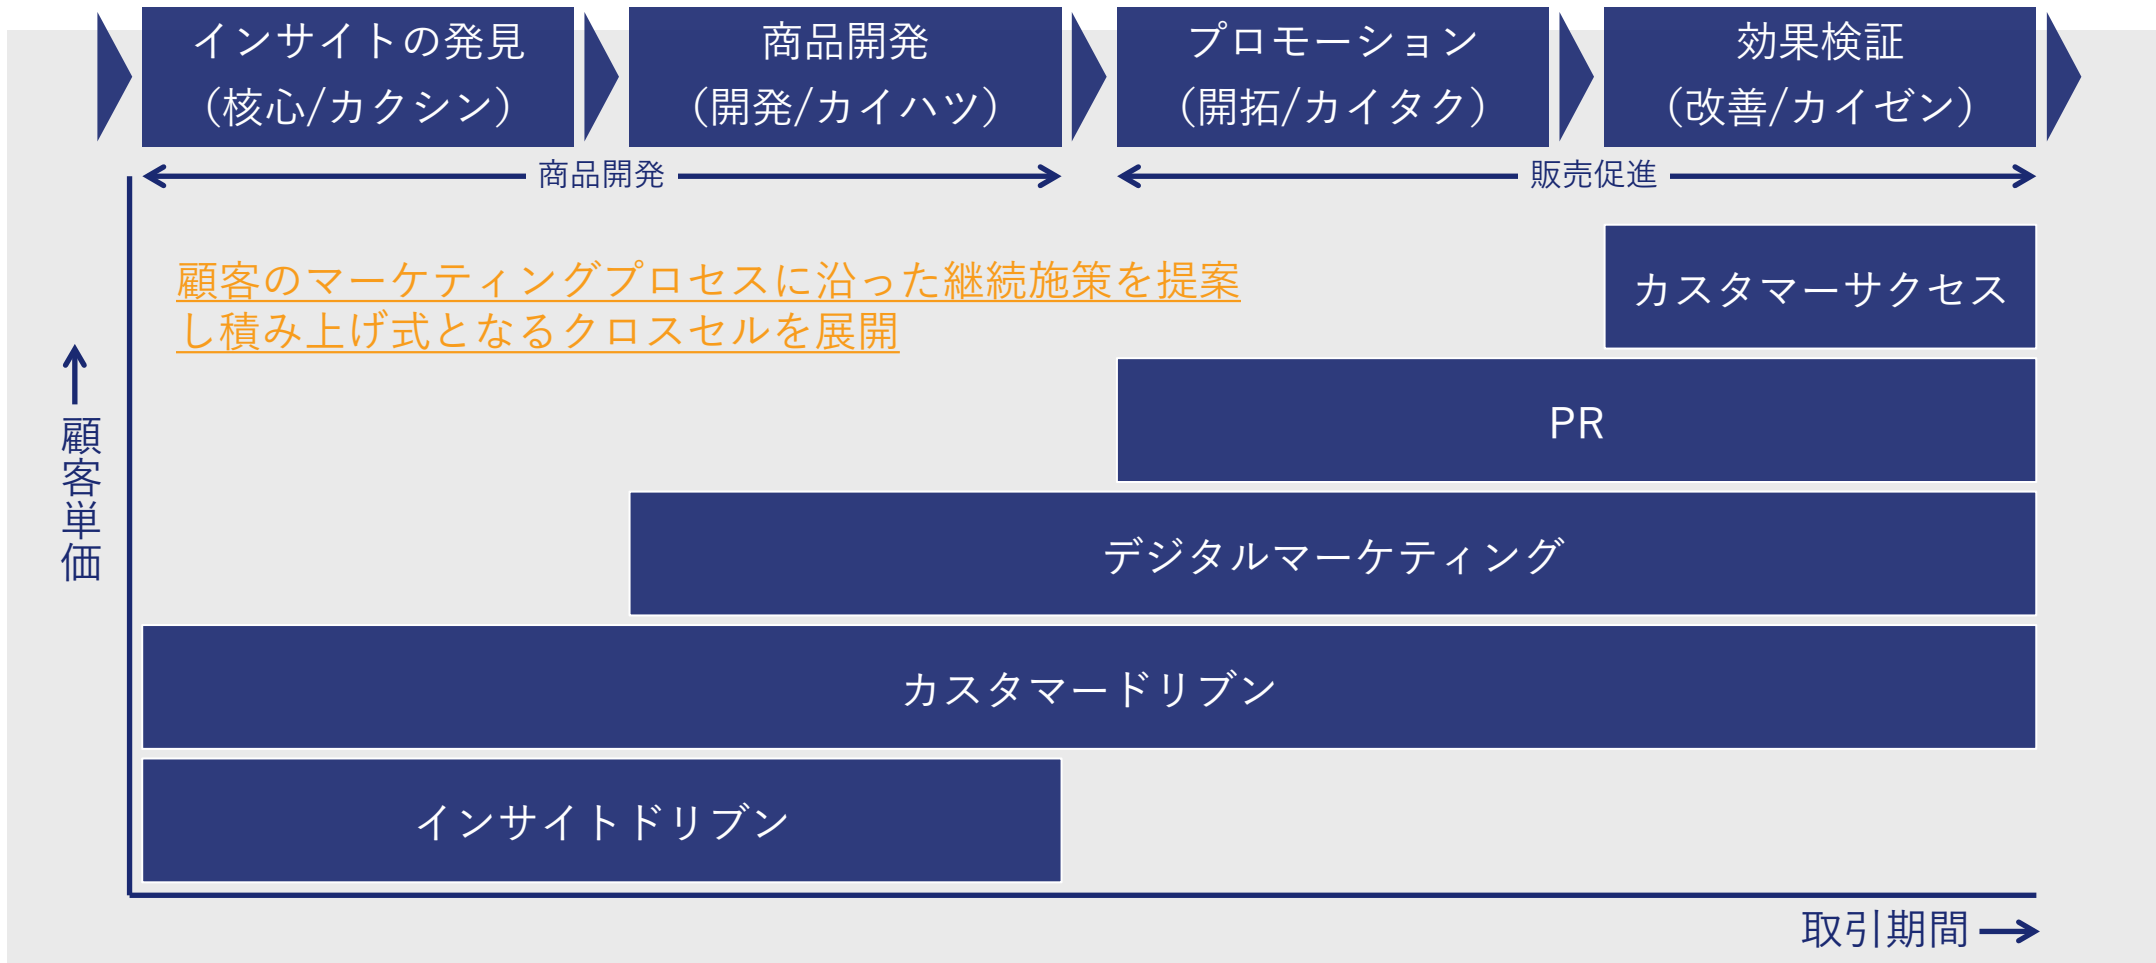 インサイトの発見
（核心/カクシン）
商品開発
（開発/カイハツ）
プロモーション
（開拓/カイタク）
効果検証
（改善/カイゼン）
商品開発
販売促進
顧客のマーケティングプロセスに沿った継続施策を提案
し積み上げ式となるクロスセルを展開
カスタマーサクセス
PR
デジタルマーケティング
カスタマードリブン
インサイトドリブン
顧客単価
取引期間